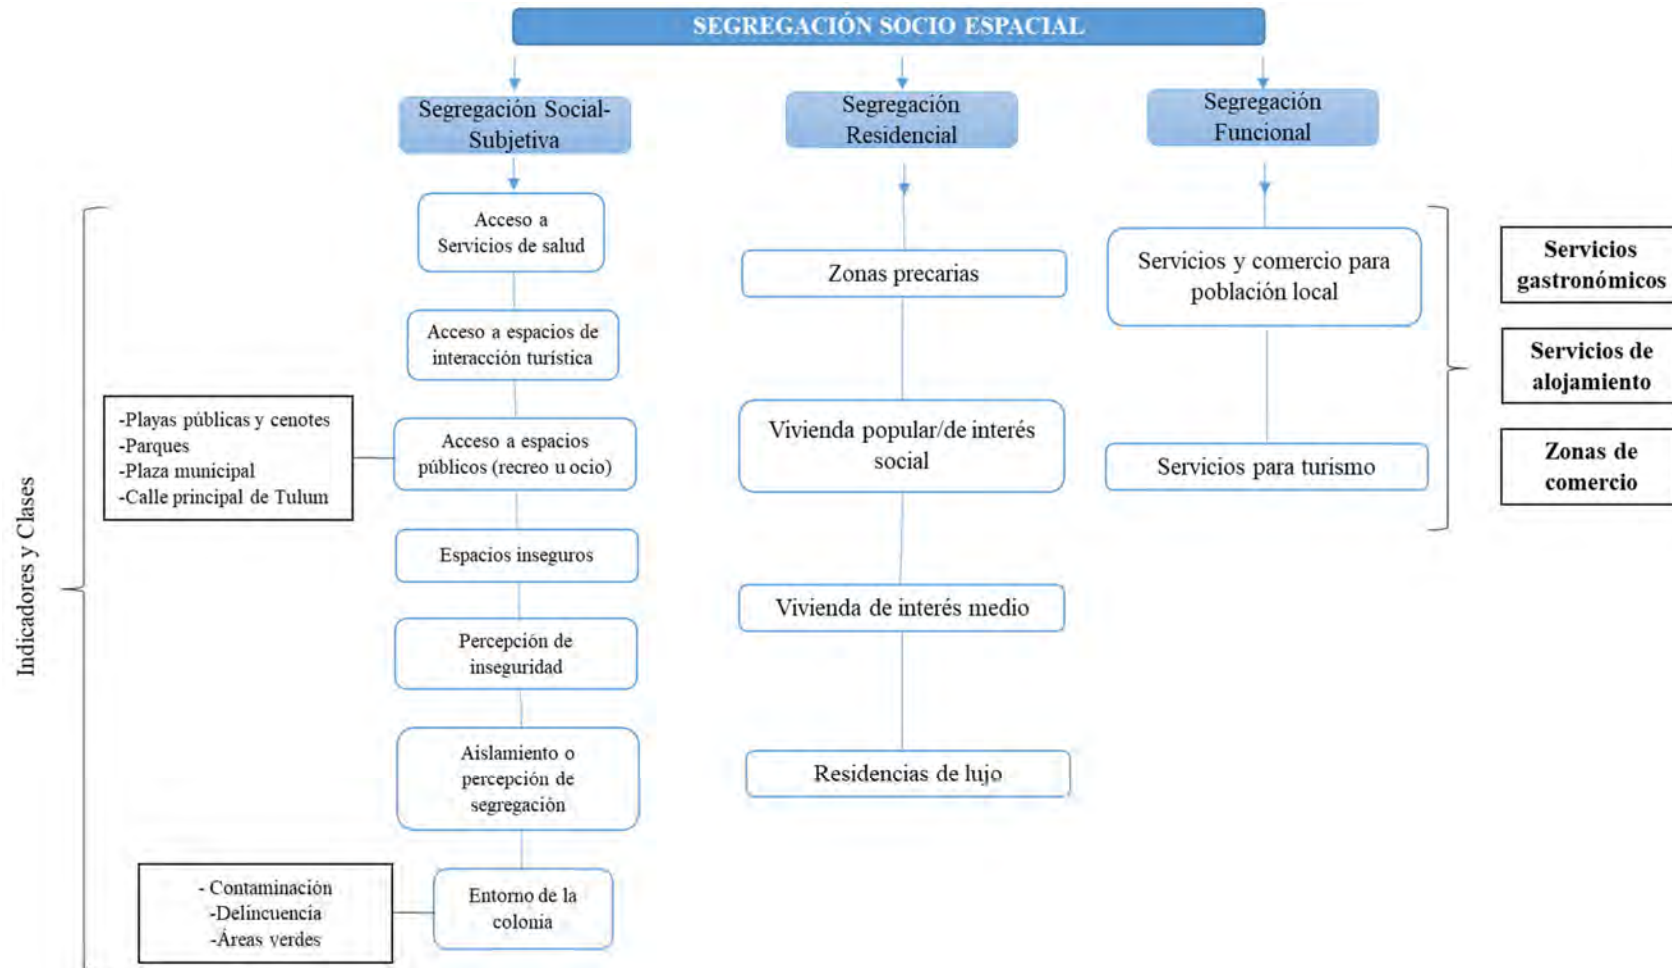 SEGREGACIÓN SOCIO ESPACIAL
Segregación Social-
Subjetiva
Segregación
Residencial
Segregación
Funcional
Indicadores y Clases
Acceso a
Servicios de salud
Acceso a espacios de
interacción turística
Acceso a espacios
públicos (recreo u ocio)
-Playas públicas y cenotes
-Parques
-Plaza municipal
-Calle principal de Tulum
Espacios inseguros
Percepción de
inseguridad
Aislamiento o
percepción de
segregación
Entorno de la
colonia
- Contaminación
-Delincuencia
-Áreas verdes
Zonas precarias
Vivienda popular/de interés
social
Vivienda de interés medio
Residencias de lujo
Servicios y comercio para
población local
Servicios para turismo
Servicios
gastronómicos
Servicios de
alojamiento
Zonas de
comercio